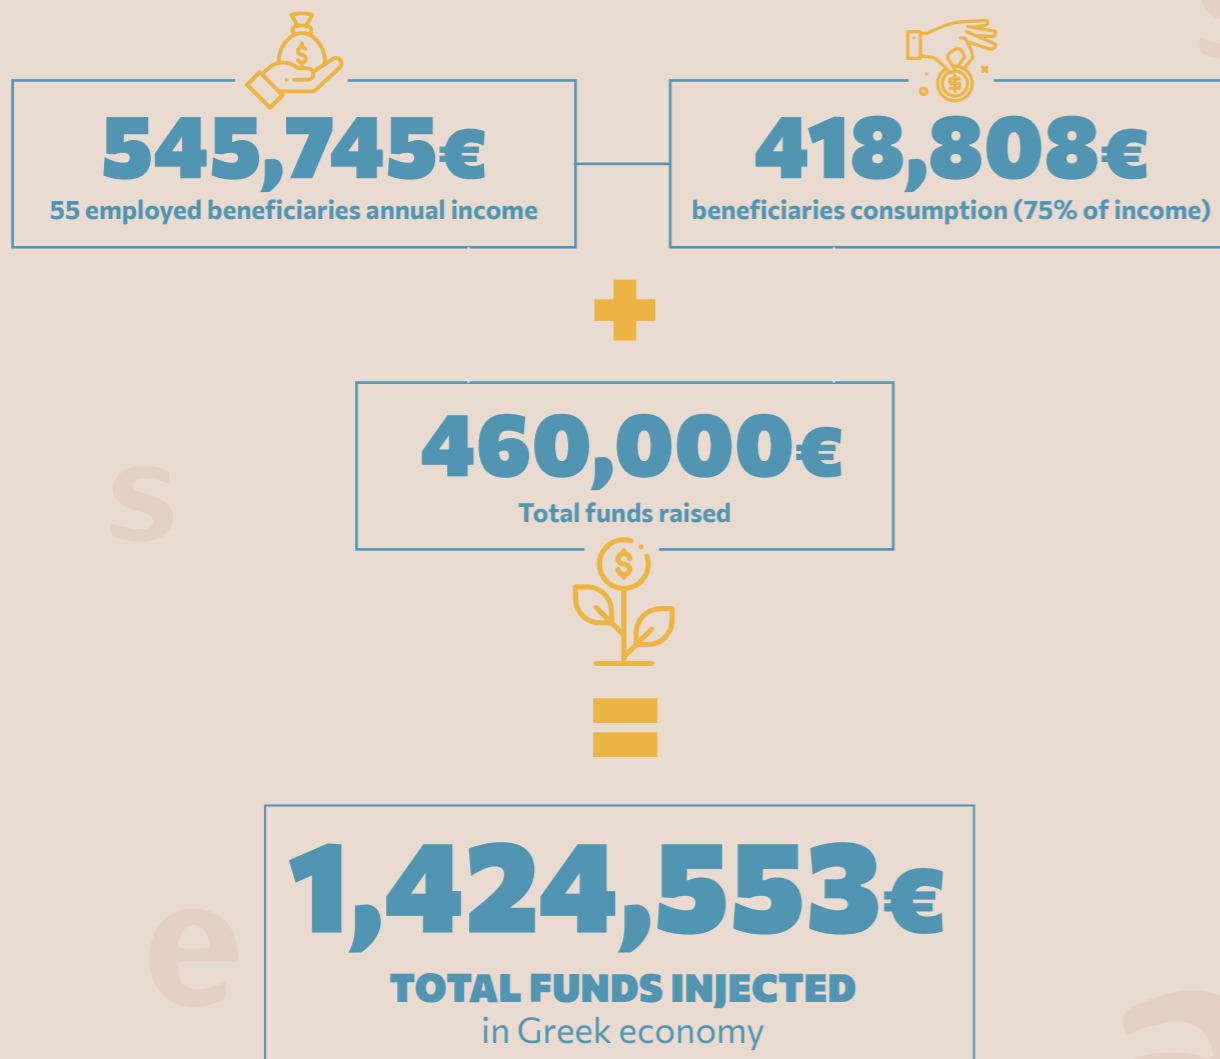 545,745€
55 employed beneficiaries annual income
418,808€
beneficiaries consumption (75% of income)
460,000€
Total funds raised
1,424,553€
TOTAL FUNDS INJECTED
in Greek economy
s
s
e
a